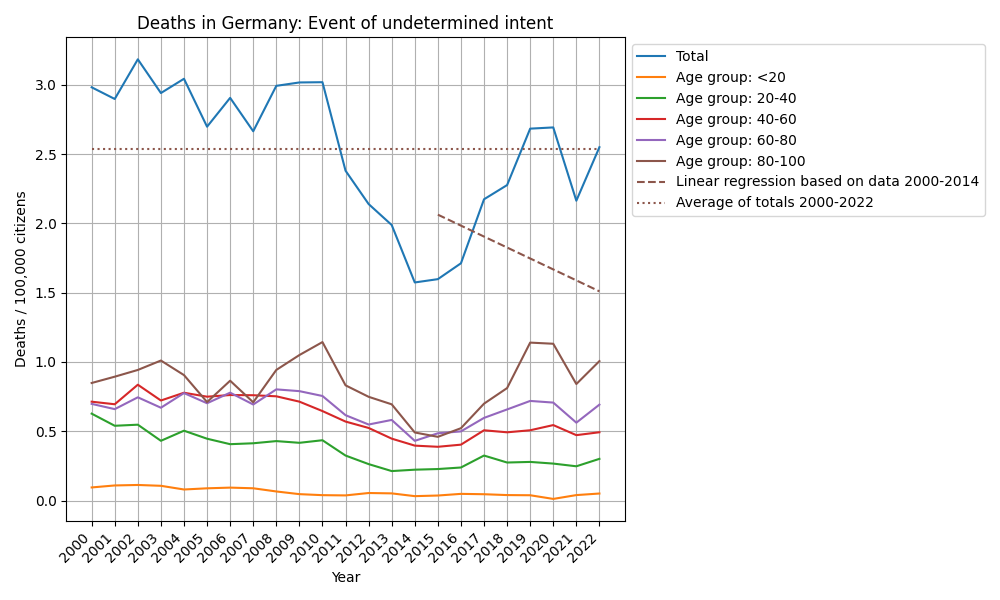 Deaths in Germany: Event of undetermined intent
Deaths / 100,000 citizens
3.0
2.5
2.0
1.5
1.0
0.5
0.0
2000
2001
2002
2003
2004
2005
2006
2007
2008
2009
2010
2011
2012
2013
2014
2015
2016
2017
2018
2019
2020
2021
2022
Year
Total
Age group: <20
Age group: 20-40
Age group: 40-60
Age group: 60-80
Age group: 80-100
Linear regression based on data 2000-2014
Average of totals 2000-2022